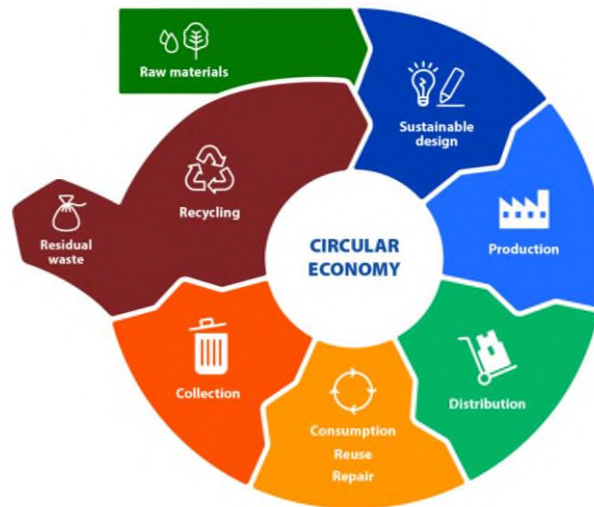 Raw materials
Sustainable
design
Production
Distribution
Consumption
Reuse
Repair
Collection
Recycling
Residual
waste
CIRCULAR
ECONOMY